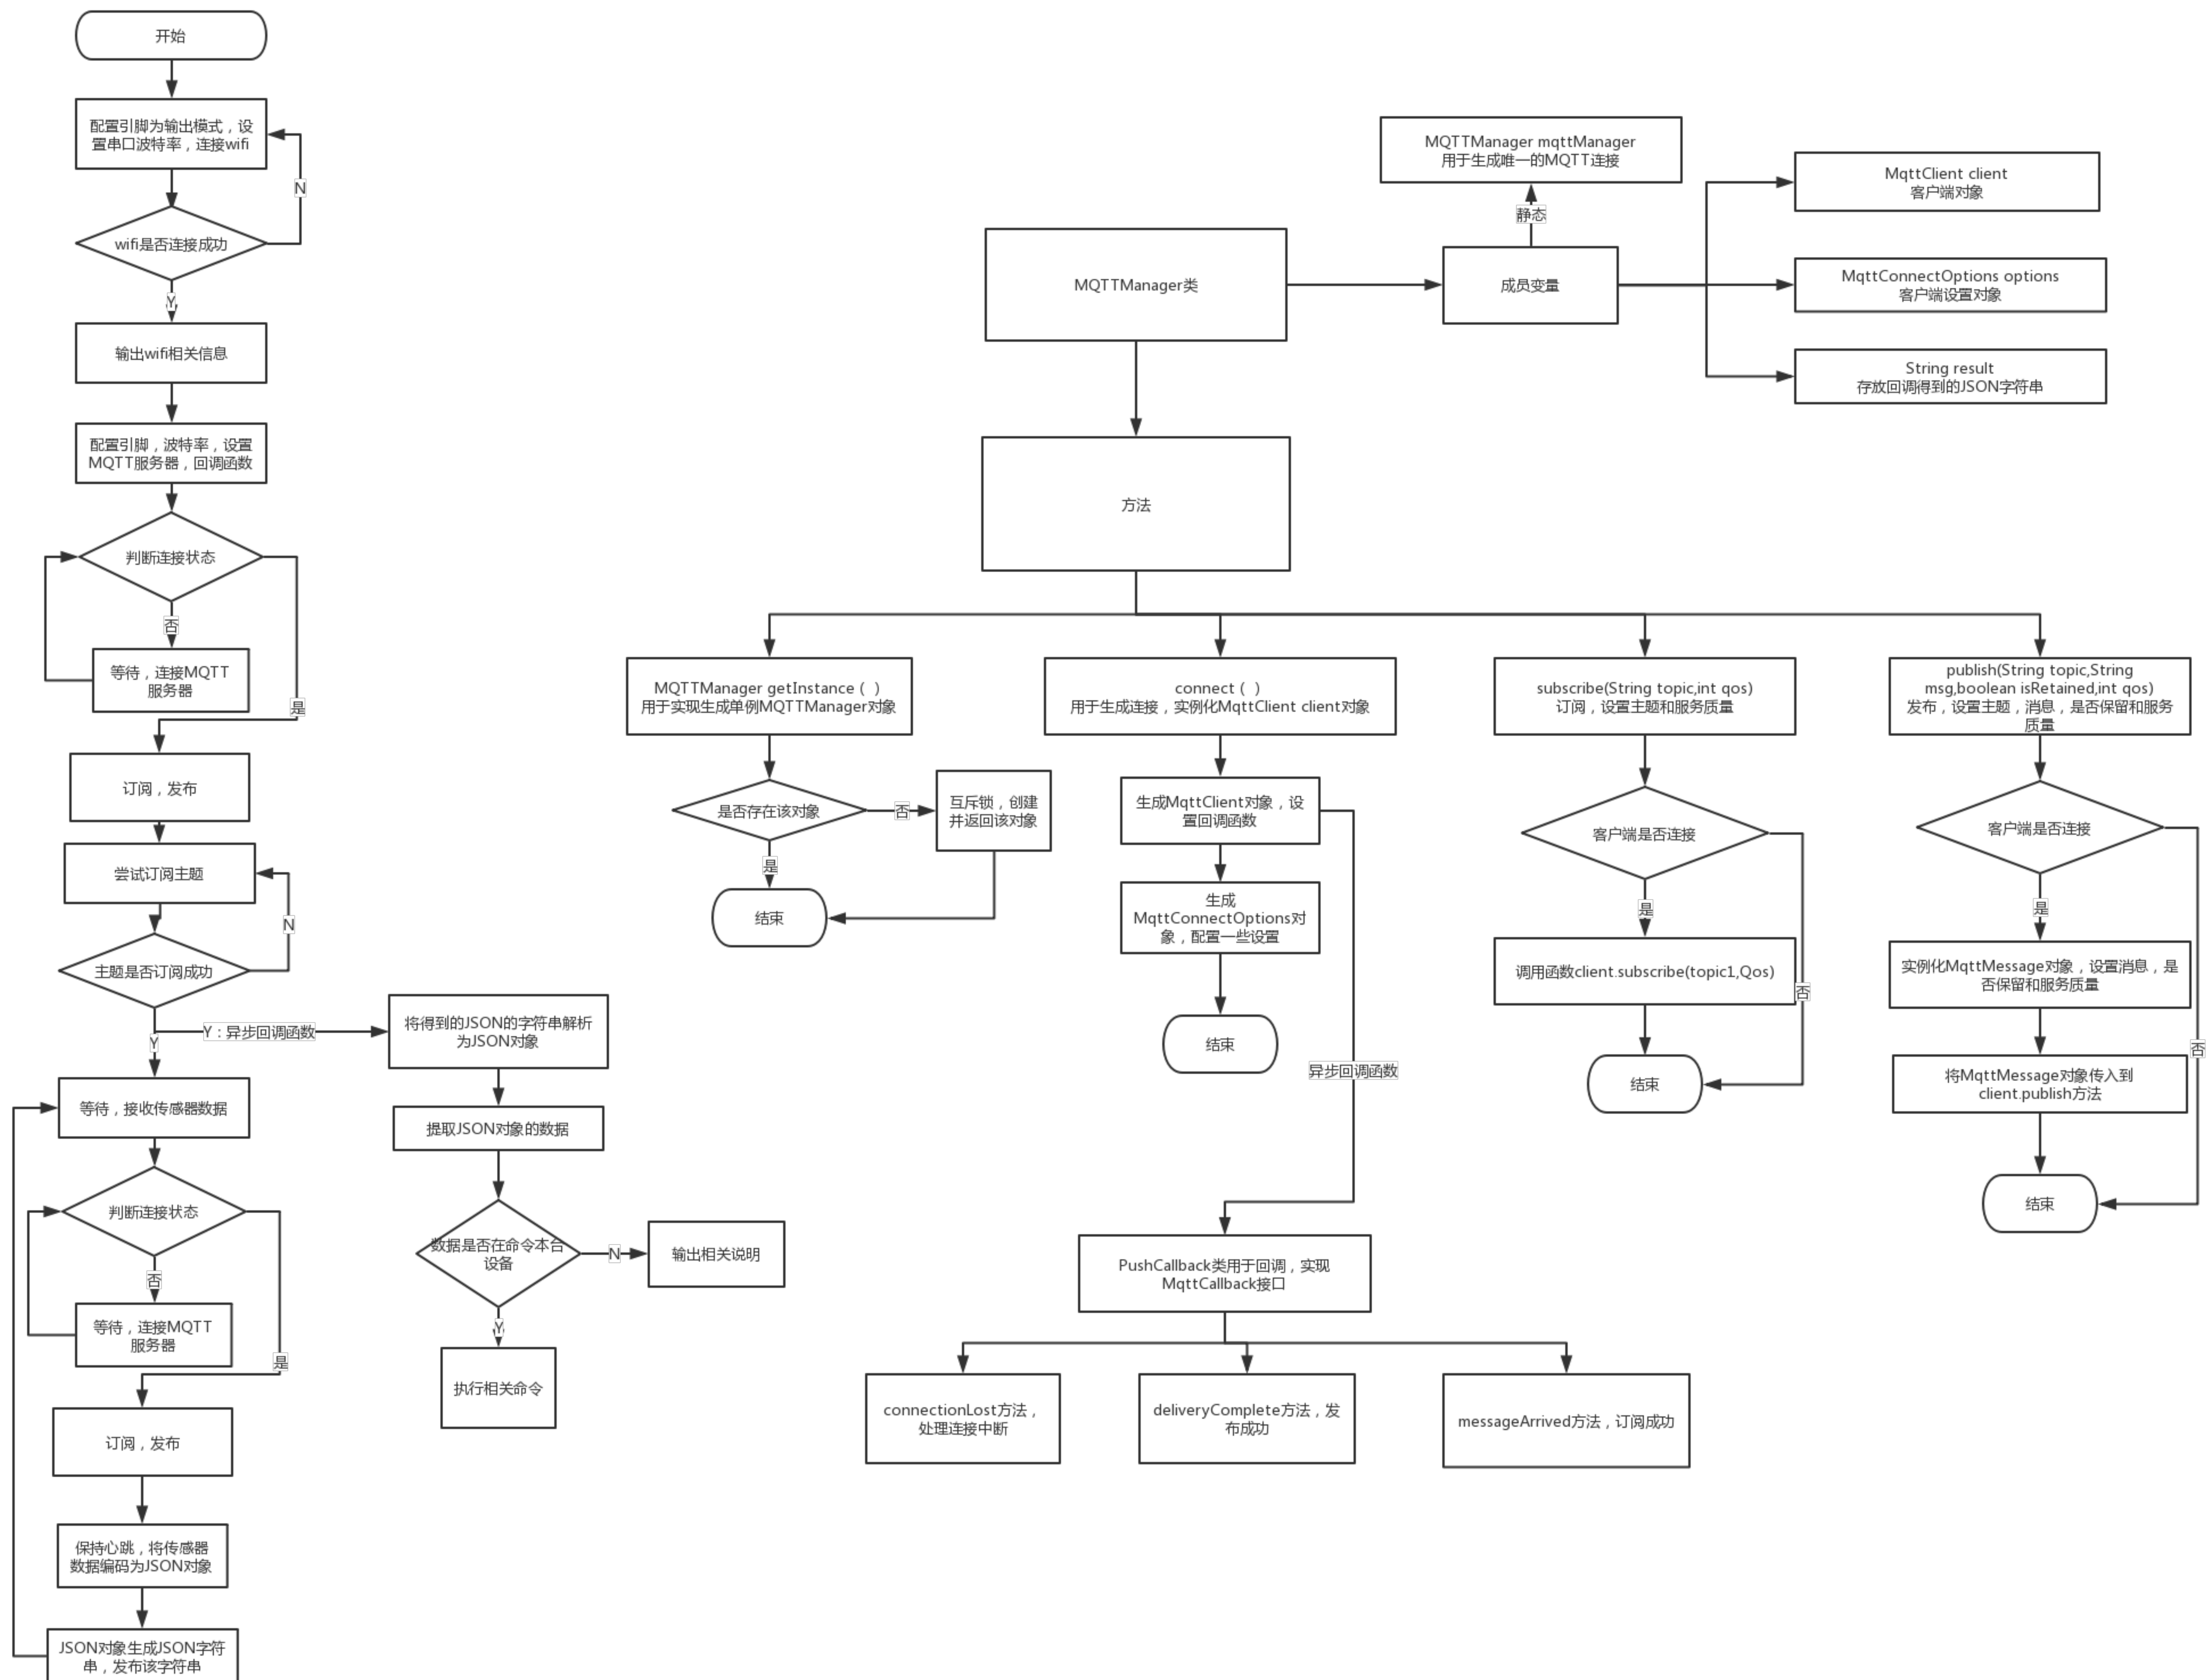 开始
配置引脚为输出模式，设
置串口波特率，连接wifi
N
wifi是否连接成功
Y
输出wifi相关信息
配置引脚，波特率，设置
MQTT服务器，回调函数
判断连接状态
否
等待，连接MQTT
服务器
是
订阅，发布
尝试订阅主题
N
主题是否订阅成功
Y：异步回调函数
Y
等待，接收传感器数据
判断连接状态
否
等待，连接MQTT
服务器
是
订阅，发布
保持心跳，将传感器
数据编码为JSON对象
JSON对象生成JSON字符
串，发布该字符串
将得到的JSON的字符串解析
为JSON对象
提取JSON对象的数据
数据是否在命令本台
设备
N
输出相关说明
Y
执行相关命令
MQTTManager类
MQTTManager mqttManager
用于生成唯一的MQTT连接
静态
成员变量
MqttClient client
客户端对象
MqttConnectOptions options
客户端设置对象
String result
存放回调得到的JSON字符串
方法
MQTTManager getInstance（ ）
用于实现生成单例MQTTManager对象
是否存在该对象
否
互斥锁，创建
并返回该对象
是
结束
connect（ ）
用于生成连接，实例化MqttClient client对象
生成MqttClient对象，设
置回调函数
生成
MqttConnectOptions对
象，配置一些设置
结束
异步回调函数
PushCallback类用于回调，实现
MqttCallback接口
connectionLost方法，
处理连接中断
deliveryComplete方法，发
布成功
messageArrived方法，订阅成功
subscribe(String topic,int qos)
订阅，设置主题和服务质量
客户端是否连接
是
否
调用函数client.subscribe(topic1,Qos)
结束
publish(String topic,String
msg,boolean isRetained,int qos)
发布，设置主题，消息，是否保留和服务
质量
客户端是否连接
是
否
实例化MqttMessage对象，设置消息，是
否保留和服务质量
将MqttMessage对象传入到
client.publish方法
结束